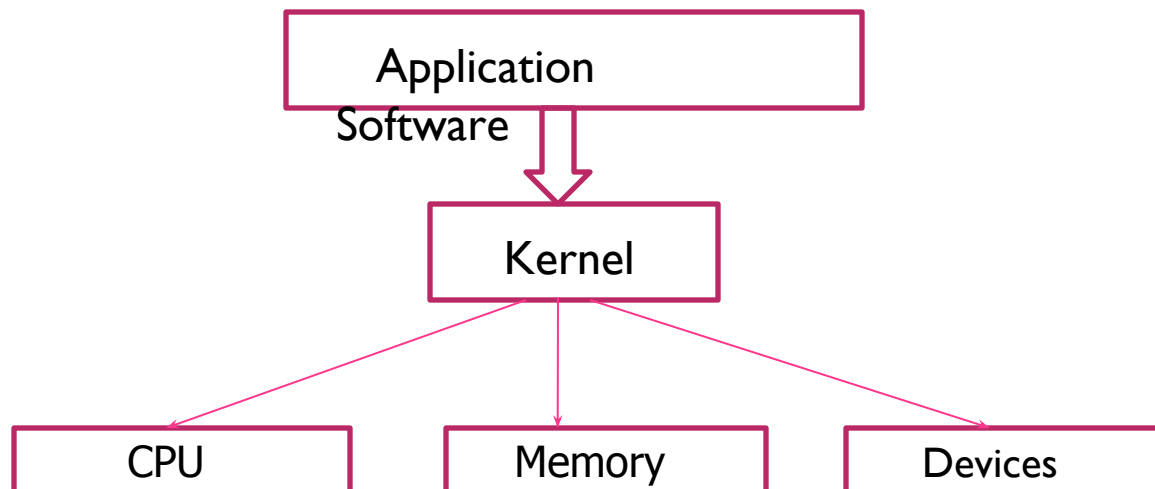 Application
Software
Kernel
CPU
Memory
Devices